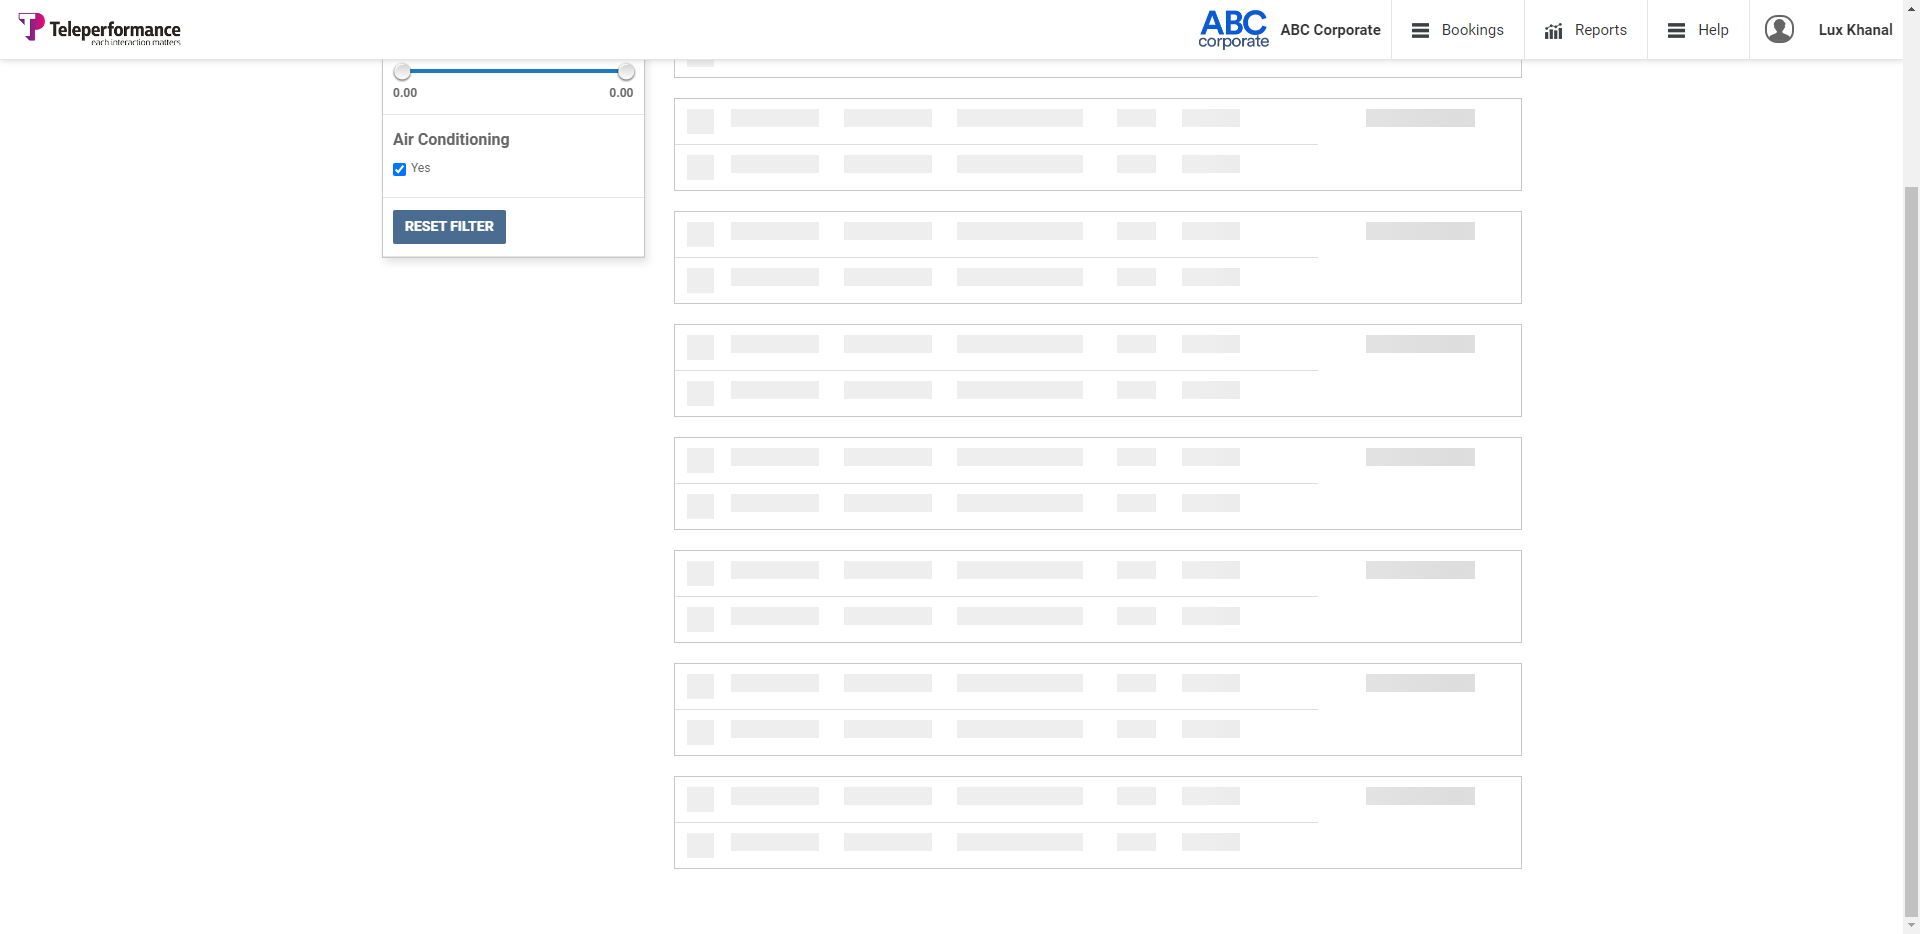 Teleperformance
each interaction matters
ABC
corporate
ABC Corporate
Bookings
Reports
Help
Lux Khanal
0.00
0.00
Air Conditioning
Yes
RESET FILTER